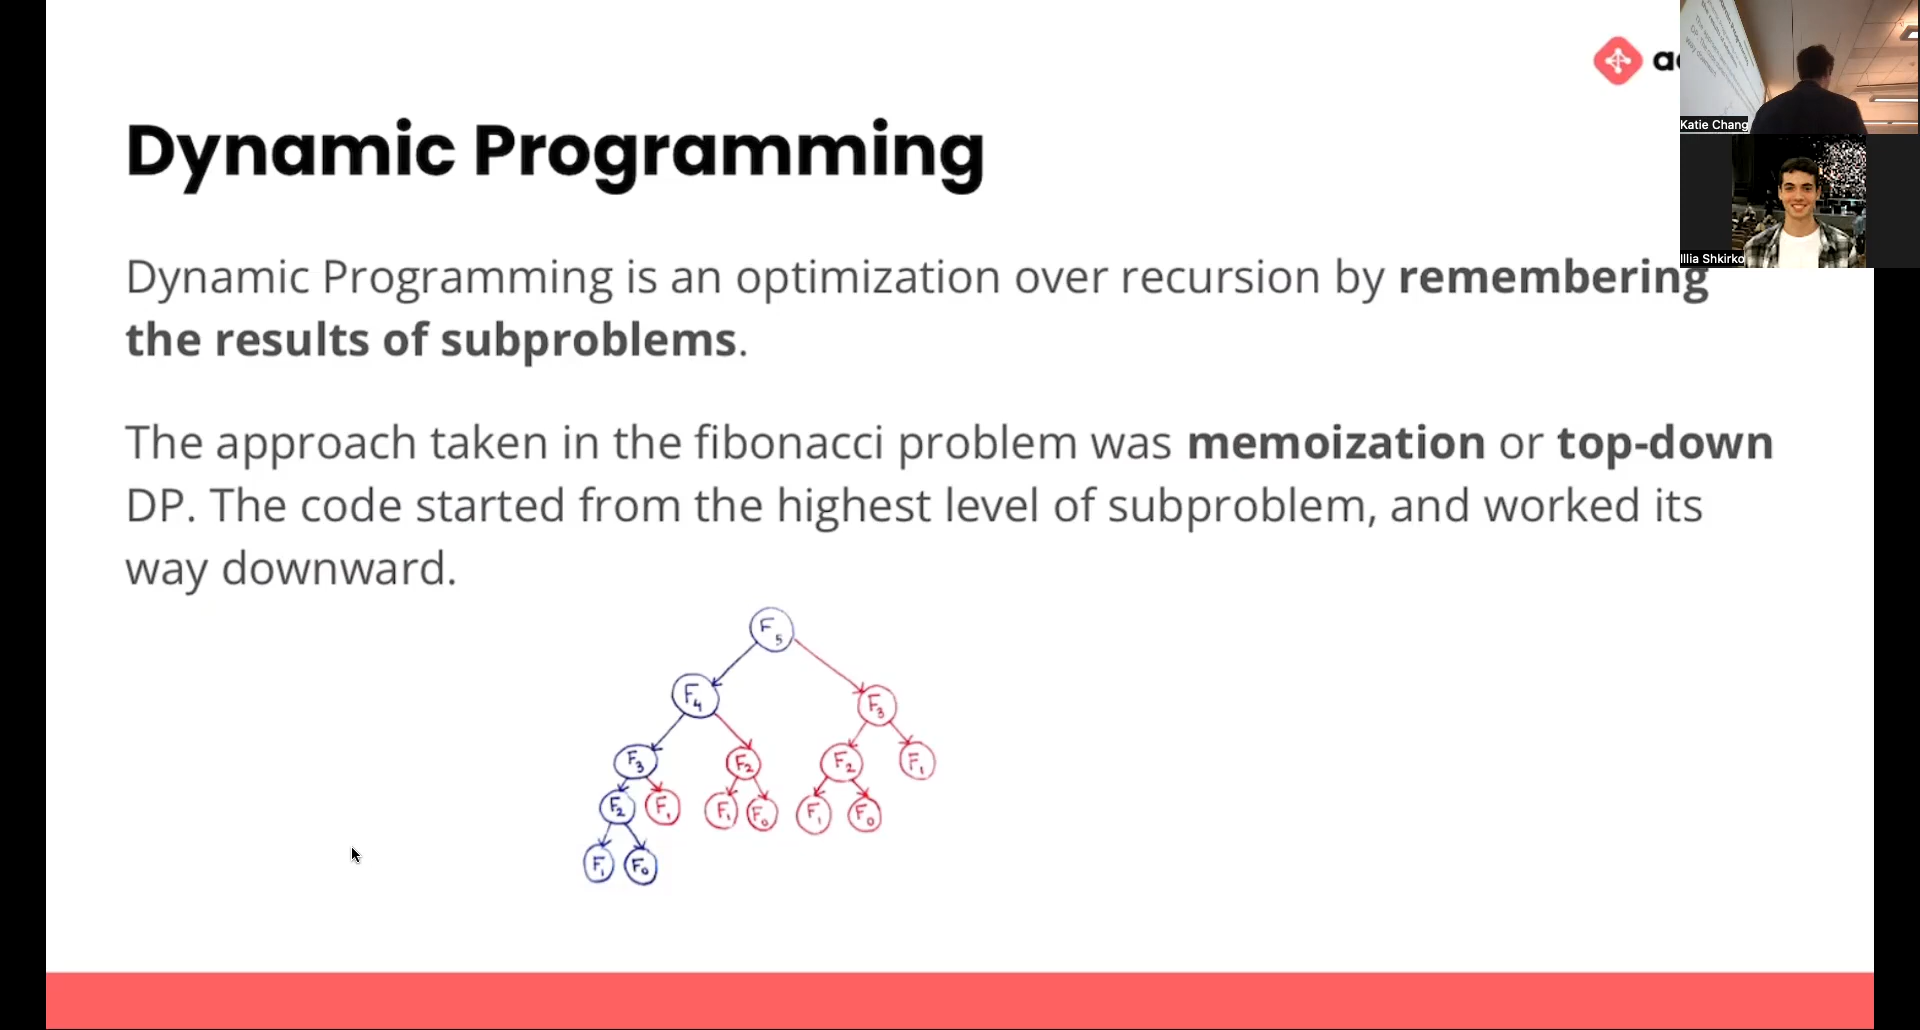 Dynamic Programming
Dynamic Programming is an optimization over recursion by remembering
the results of subproblems.
The approach taken in the fibonacci problem was memoization or top-down
DP. The code started from the highest level of subproblem, and worked its
way downward.
F5
F4 F3
F3 F2 F2 F1
F2 F1 F1 F0 F1 F0
F1 F0
Katie Chang
Illia Shkirko